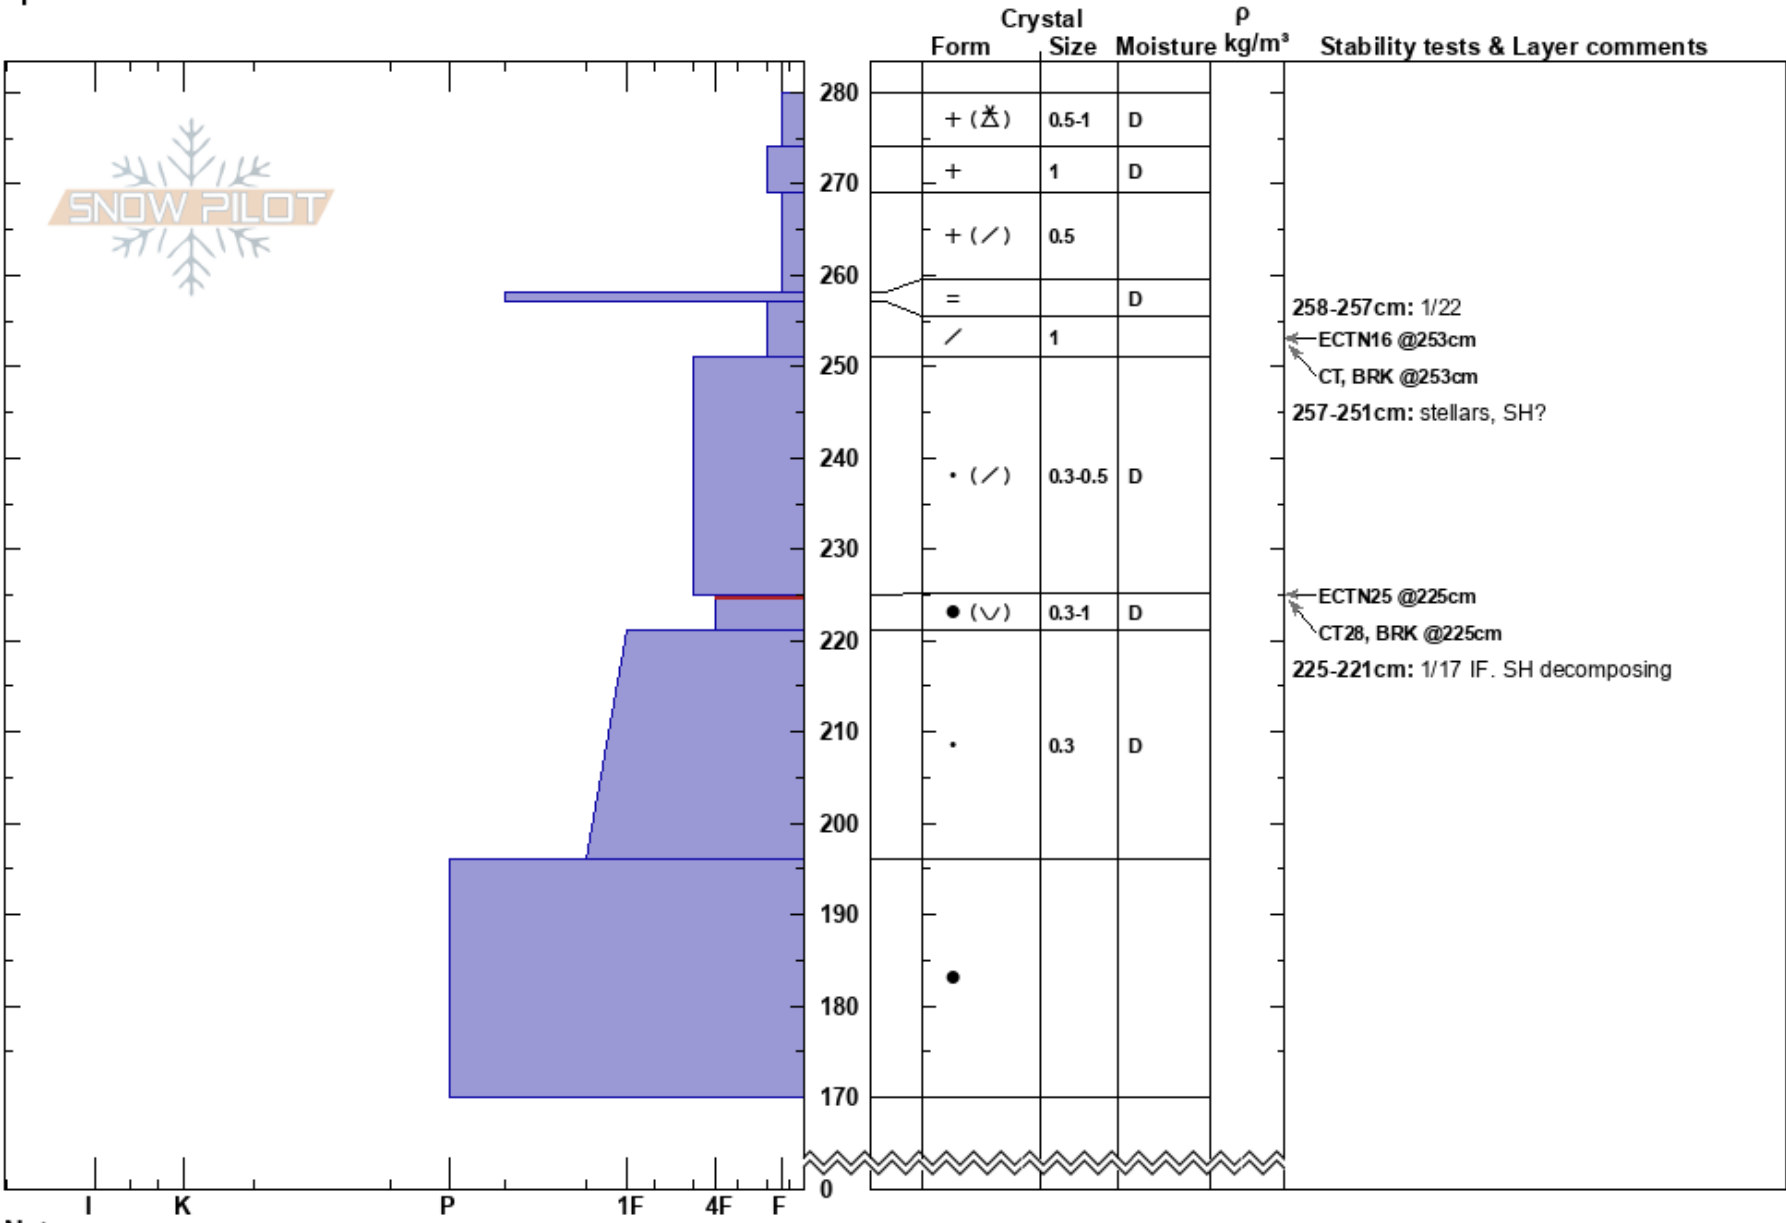 Crystal ρ
Form Size Moisture kg/m³ Stability tests & Layer comments
280
+ ( ) 0.5-1 D
+ 1 D
270
SNOW PILOT
+ (/) 0.5
260
= D
258-257cm: 1/22
/ 1
ECTN16 @253cm
250
CT, BRK @253cm
257-251cm: stellars, SH?
240
• (/) 0.3-0.5 D
230
ECTN25 @225cm
● (∨) 0.3-1 D
CT28, BRK @225cm
220
225-221cm: 1/17 IF. SH decomposing
210
• 0.3 D
200
190
●
180
170
0
I K P 1F 4F F